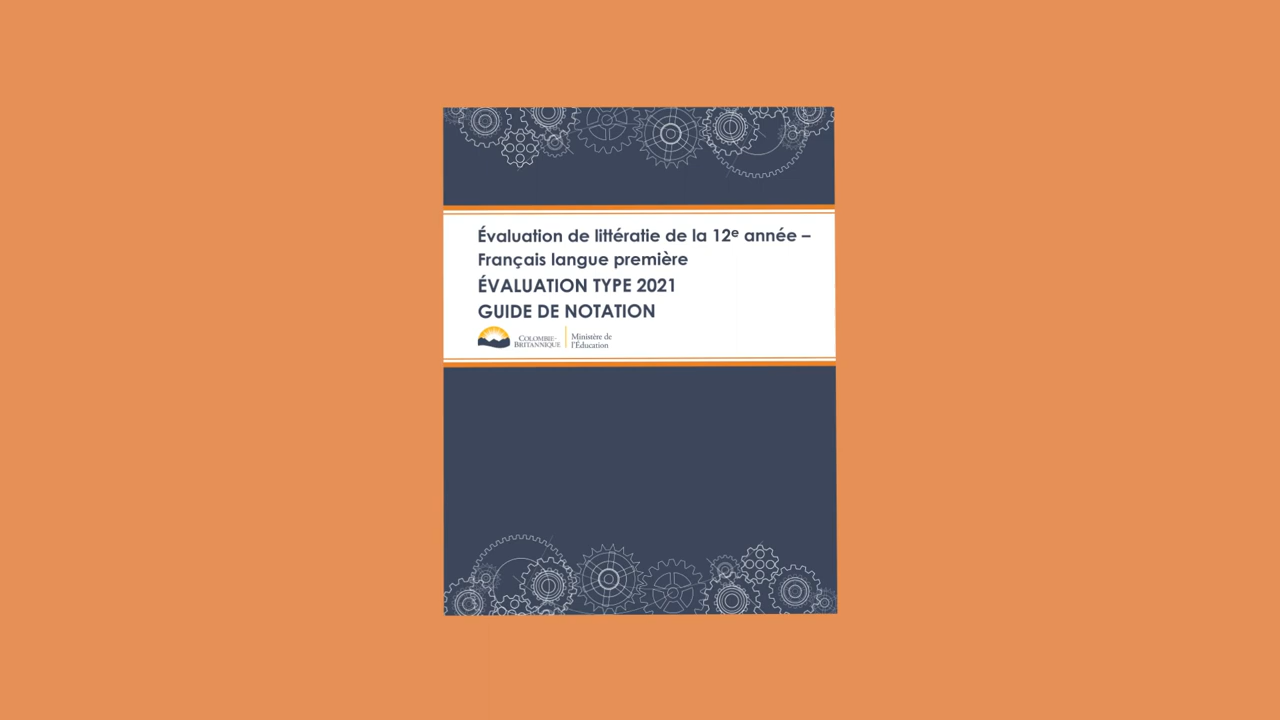 Évaluation de littératie de la 12e année –
Français langue première
ÉVALUATION TYPE 2021
GUIDE DE NOTATION
COLOMBIE-
BRITANNIQUE
Ministère de
l'Éducation